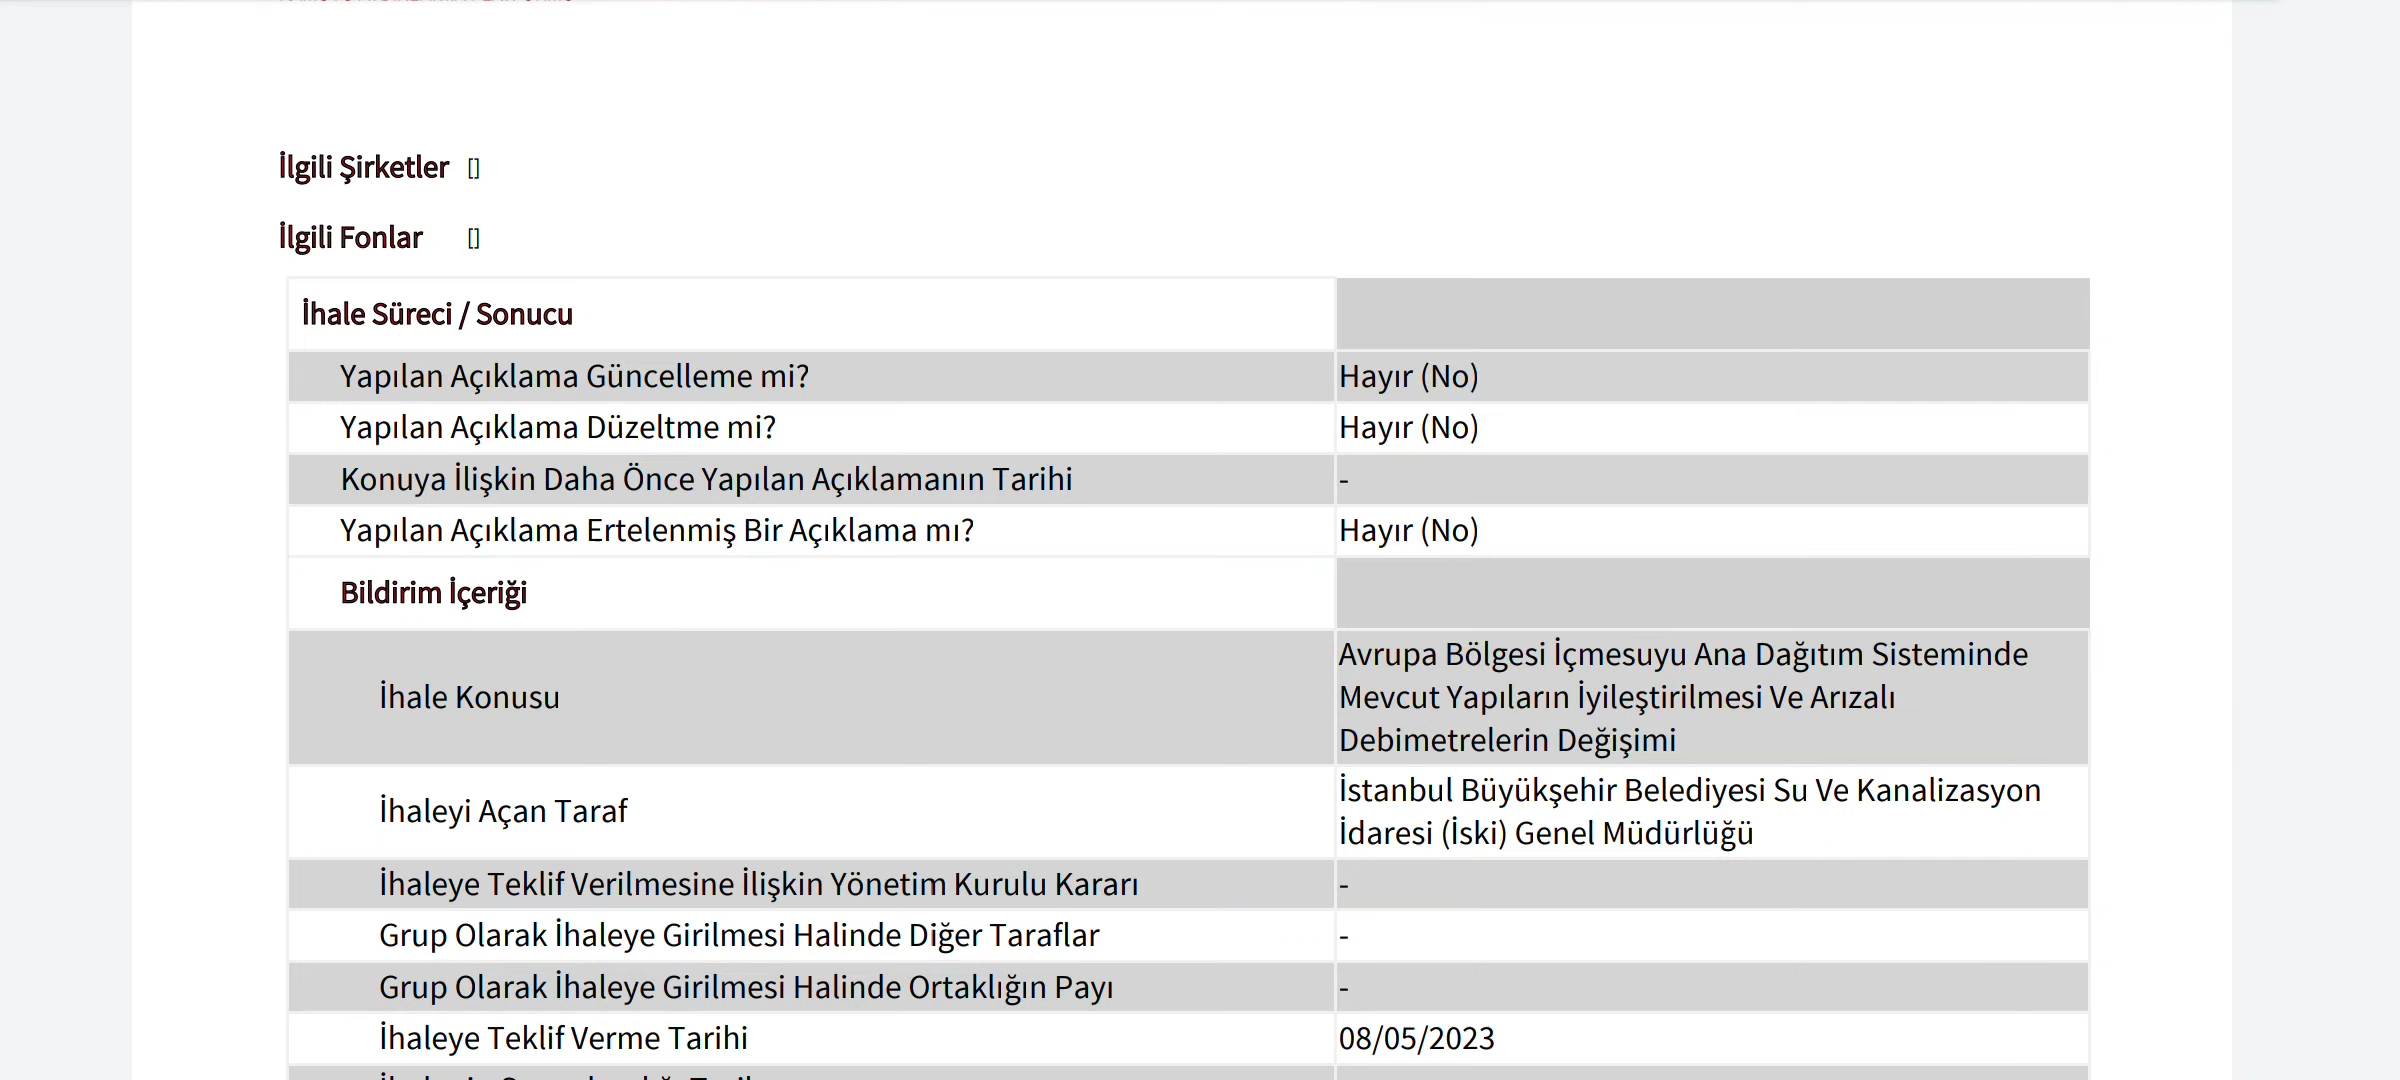 İlgili Şirketler []
İlgili Fonlar []
İhale Süreci / Sonucu
Yapılan Açıklama Güncelleme mi? Hayır (No)
Yapılan Açıklama Düzeltme mi? Hayır (No)
Konuya İlişkin Daha Önce Yapılan Açıklamanın Tarihi -
Yapılan Açıklama Ertelenmiş Bir Açıklama mı? Hayır (No)
Bildirim İçeriği
İhale Konusu
Avrupa Bölgesi İçmesuyu Ana Dağıtım Sisteminde
Mevcut Yapıların İyileştirilmesi Ve Arızalı
Debimetrelerin Değişimi
İhaleyi Açan Taraf
İstanbul Büyükşehir Belediyesi Su Ve Kanalizasyon
İdaresi (İski) Genel Müdürlüğü
İhaleye Teklif Verilmesine İlişkin Yönetim Kurulu Kararı -
Grup Olarak İhaleye Girilmesi Halinde Diğer Taraflar -
Grup Olarak İhaleye Girilmesi Halinde Ortaklığın Payı -
İhaleye Teklif Verme Tarihi 08/05/2023